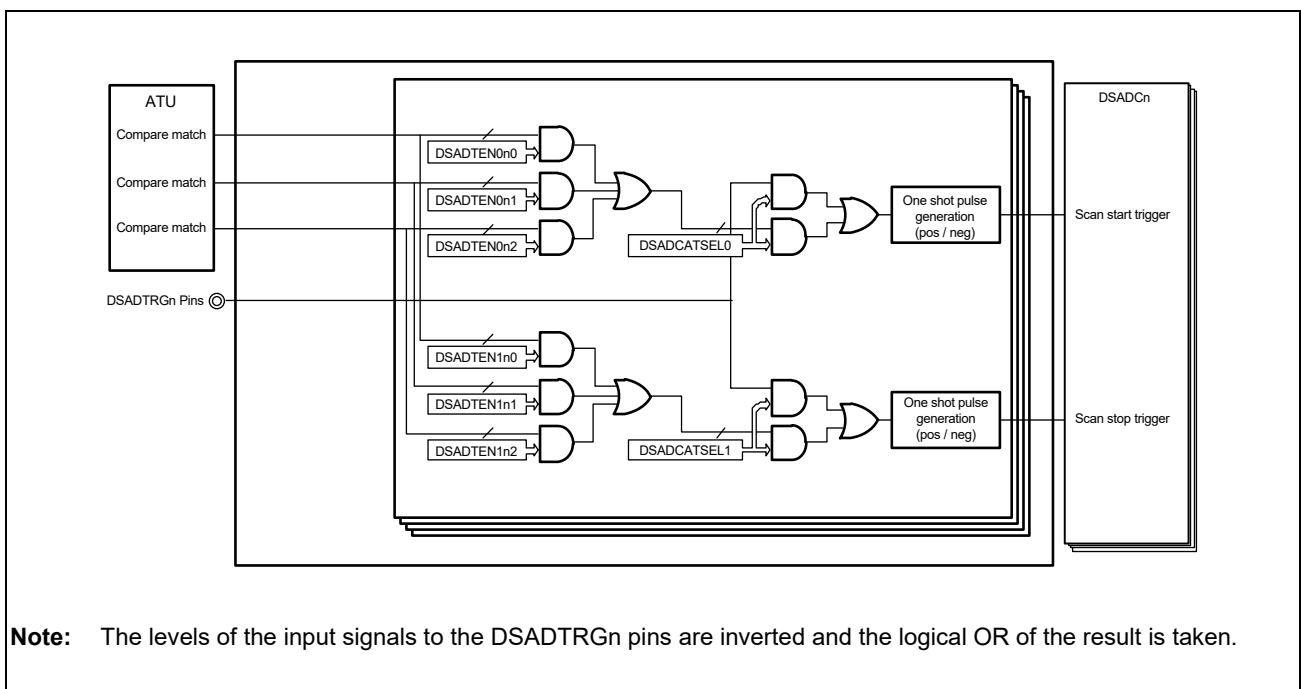 ATU
Compare match
Compare match
Compare match
DSADTRGn Pins
DSADTEN0n0
DSADTEN0n1
DSADTEN0n2
DSADCATSEL0
One shot pulse
generation
(pos / neg)
DSADCn
Scan start trigger
DSADTEN1n0
DSADTEN1n1
DSADTEN1n2
DSADCATSEL1
One shot pulse
generation
(pos / neg)
Scan stop trigger
Note: The levels of the input signals to the DSADTRGn pins are inverted and the logical OR of the result is taken.